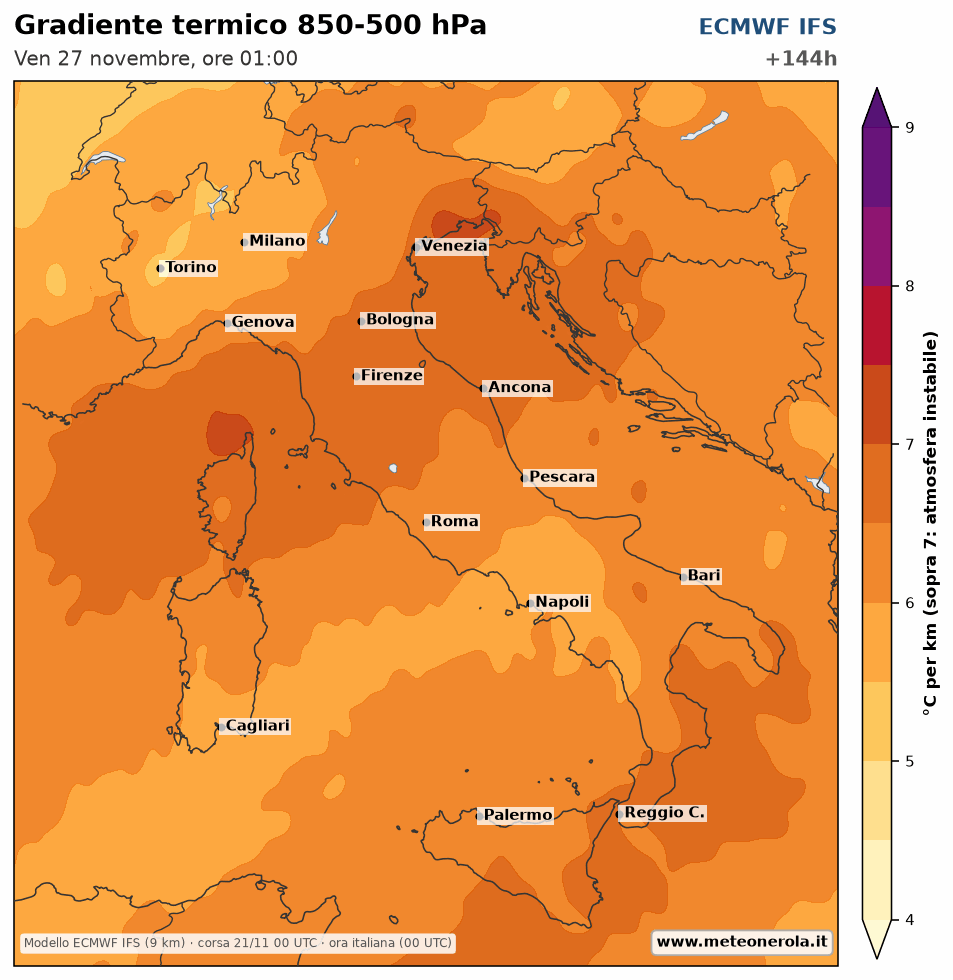 Gradiente termico 850-500 hPa
ECMWF IFS
Ven 27 novembre, ore 01:00
+144h
Milano
Venezia
Torino
Genova
Bologna
Firenze
Ancona
Pescara
Roma
Bari
Napoli
Cagliari
Palermo
Reggio C.
9
8
7
6
5
4
°C per km (sopra 7: atmosfera instabile)
Modello ECMWF IFS (9 km) · corsa 21/11 00 UTC · ora italiana (00 UTC)
www.meteonerola.it